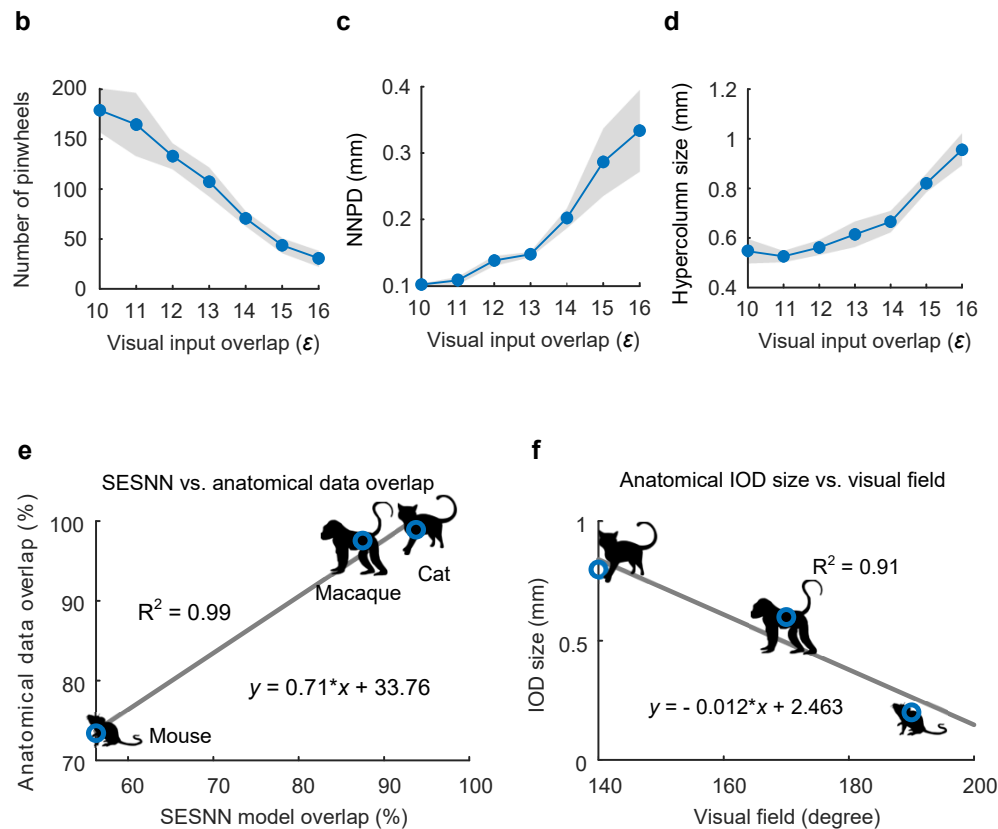 b
Number of pinwheels
200
150
100
50
0
10 11 12 13 14 15 16
Visual input overlap (ε)
c
NNPD (mm)
0.4
0.3
0.2
0.1
10 11 12 13 14 15 16
Visual input overlap (ε)
d
Hypercolumn size (mm)
1.2
1
0.8
0.6
0.4
10 11 12 13 14 15 16
Visual input overlap (ε)
e
SESNN vs. anatomical data overlap
Anatomical data overlap (%)
100
90
80
70
Macaque
Cat
R² = 0.99
y = 0.71*x + 33.76
Mouse
60 70 80 90 100
SESNN model overlap (%)
f
Anatomical IOD size vs. visual field
IOD size (mm)
1
0.5
0
R² = 0.91
y = - 0.012*x + 2.463
140 160 180 200
Visual field (degree)